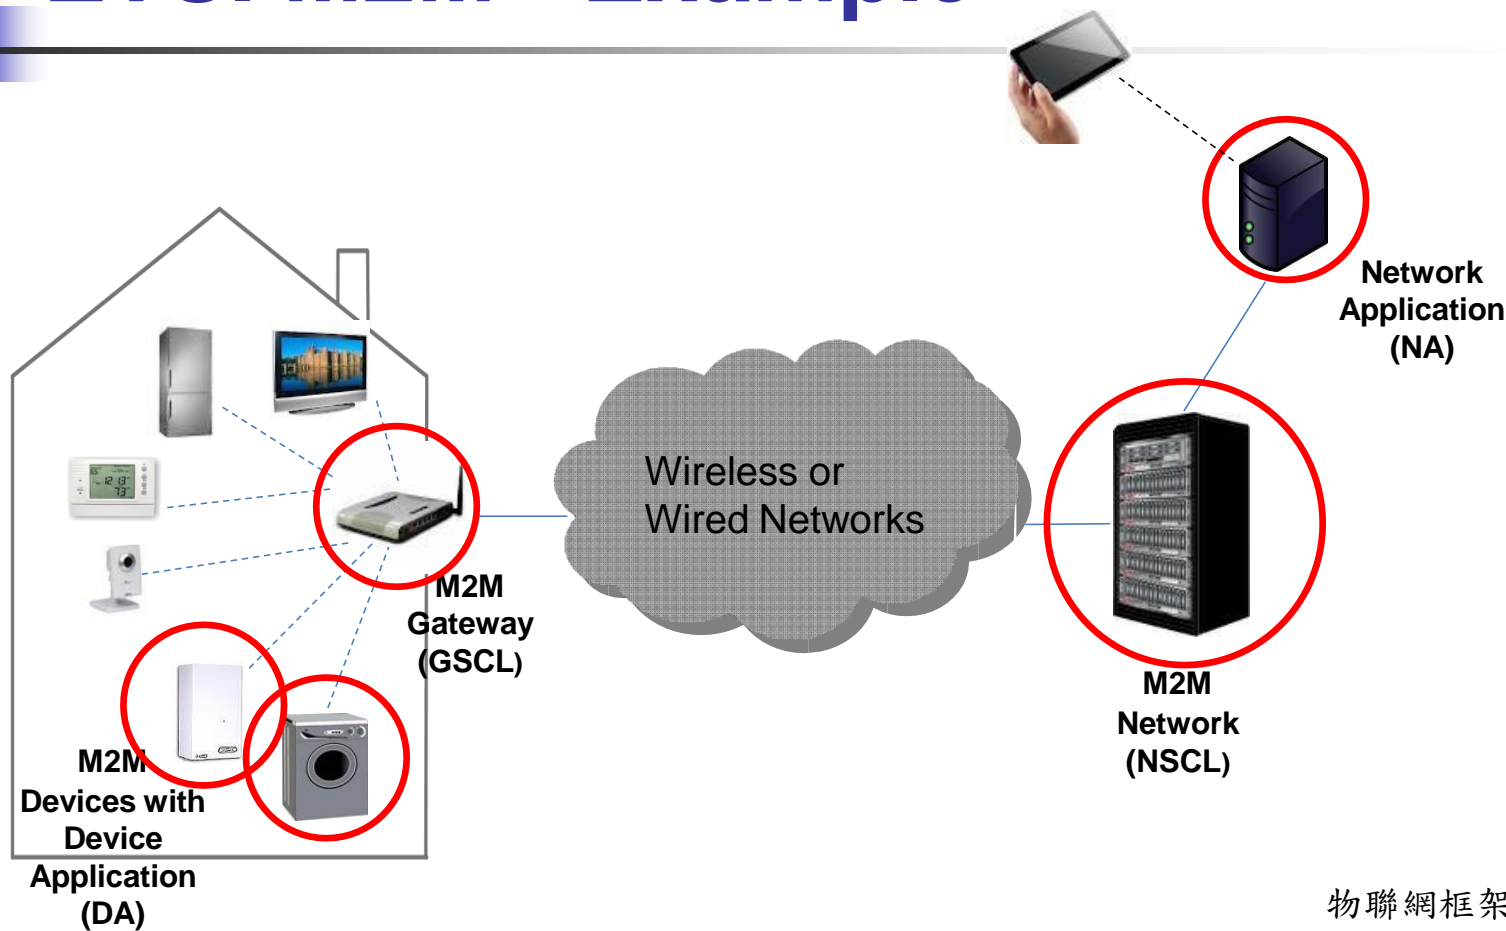 Example
Network
Application
(NA)
Wireless or
Wired Networks
M2M
Gateway
(GSCL)
M2M
Network
(NSCL)
M2M
Devices with
Device
Application
(DA)
物聯網框架